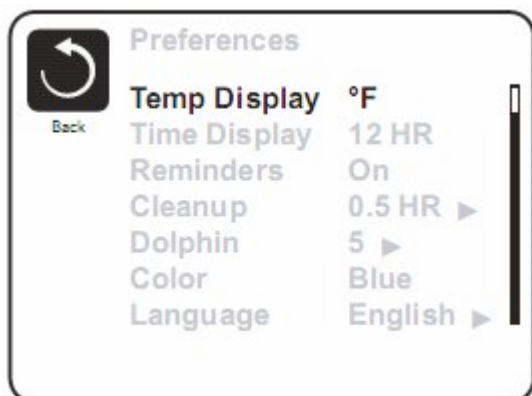 Preferences
Back
Temp Display °F
Time Display 12 HR
Reminders On
Cleanup 0.5 HR ▶
Dolphin 5 ▶
Color Blue
Language English ▶